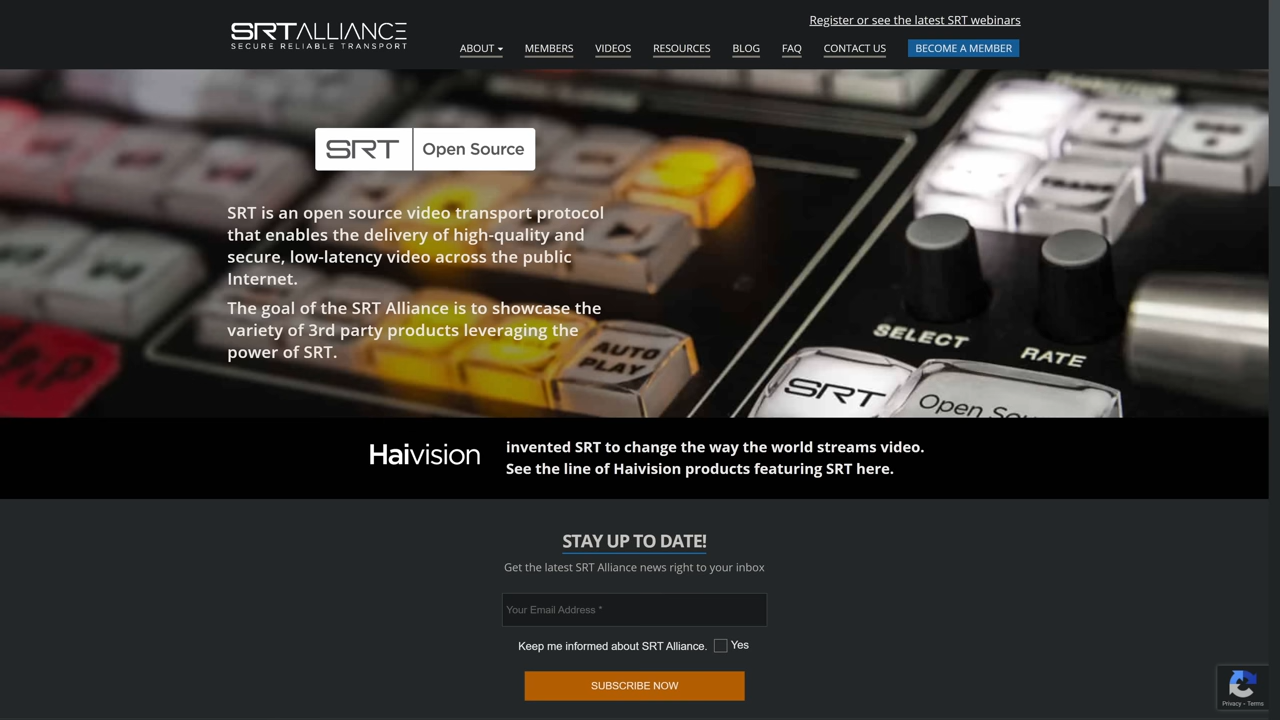 Register or see the latest SRT webinars
SRT ALLIANCE
SECURE RELIABLE TRANSPORT
ABOUT
MEMBERS
VIDEOS
RESOURCES
BLOG
FAQ
CONTACT US
BECOME A MEMBER
SRT Open Source
SRT is an open source video transport protocol
that enables the delivery of high-quality and
secure, low-latency video across the public
Internet.
The goal of the SRT Alliance is to showcase the
variety of 3rd party products leveraging the
power of SRT.
AUTO
PLAY
SELECT
RATE
SRT
Open
Haivision
invented SRT to change the way the world streams video.
See the line of Haivision products featuring SRT here.
STAY UP TO DATE!
Get the latest SRT Alliance news right to your inbox
Your Email Address *
Keep me informed about SRT Alliance. Yes
SUBSCRIBE NOW
Privacy - Terms